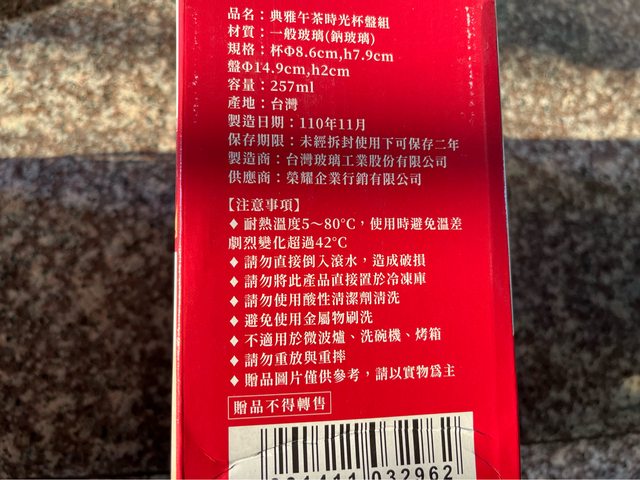 品名：典雅午茶時光杯盤組
材質：一般玻璃(鈉玻璃)
規格：杯Φ8.6cm,h7.9cm
盤Φ14.9cm,h2cm
容量：257ml
產地：台灣
製造日期：110年11月
保存期限：未經拆封使用下可保存二年
製造商：台灣玻璃工業股份有限公司
供應商：榮耀企業行銷有限公司
【注意事項】
♦ 耐熱溫度5～80°C，使用時避免溫差
劇烈變化超過42°C
♦ 請勿直接倒入滾水，造成破損
♦ 請勿將此產品直接置於冷凍庫
♦ 請勿使用酸性清潔劑清洗
♦ 避免使用金屬物刷洗
♦ 不適用於微波爐、洗碗機、烤箱
♦ 請勿重放與重摔
♦ 贈品圖片僅供參考，請以實物爲主
贈品不得轉售
032962